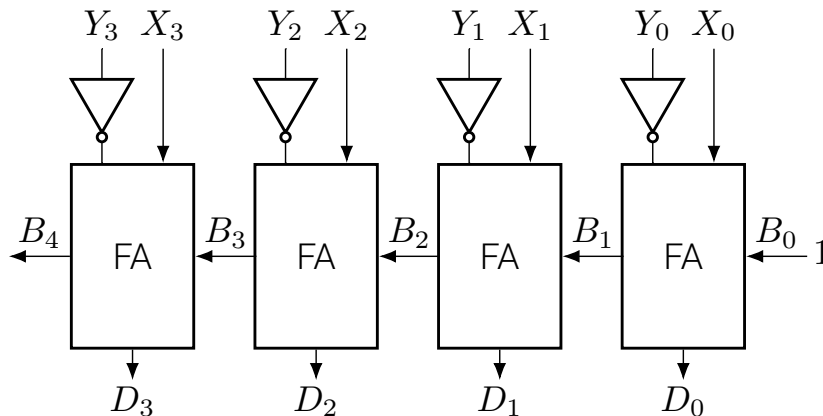 Y₃ X₃ Y₂ X₂ Y₁ X₁ Y₀ X₀
B₄ FA B₃ FA B₂ FA B₁ FA B₀ 1
D₃ D₂ D₁ D₀